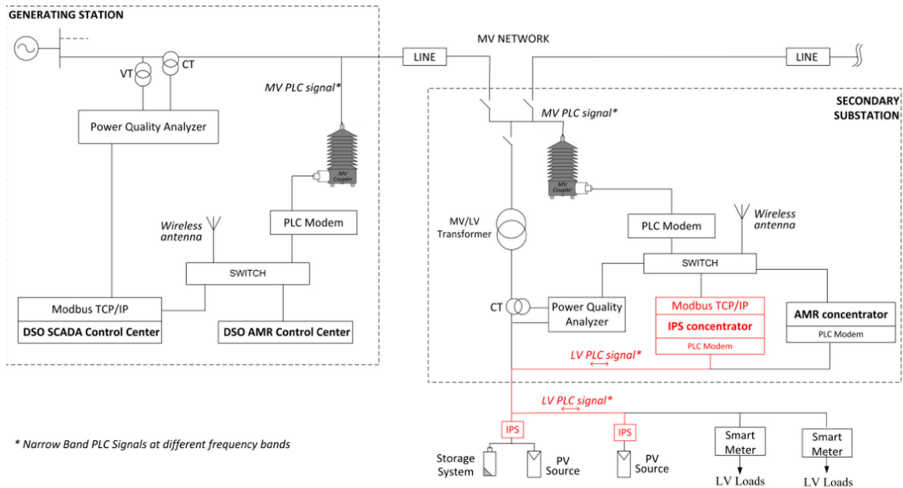 GENERATING STATION
VT
CT
MV PLC signal*
Power Quality Analyzer
MV
Coupler
Wireless
antenna
PLC Modem
SWITCH
Modbus TCP/IP
DSO SCADA Control Center
DSO AMR Control Center
LINE
MV NETWORK
LINE
SECONDARY
SUBSTATION
MV PLC signal*
MV
Coupler
MV/LV
Transformer
PLC Modem
Wireless
antenna
SWITCH
CT
Power Quality
Analyzer
Modbus TCP/IP
IPS concentrator
PLC Modem
AMR concentrator
PLC Modem
LV PLC signal*
LV PLC signal*
IPS
IPS
Storage
System
PV
Source
PV
Source
Smart
Meter
Smart
Meter
LV Loads
LV Loads
* Narrow Band PLC Signals at different frequency bands